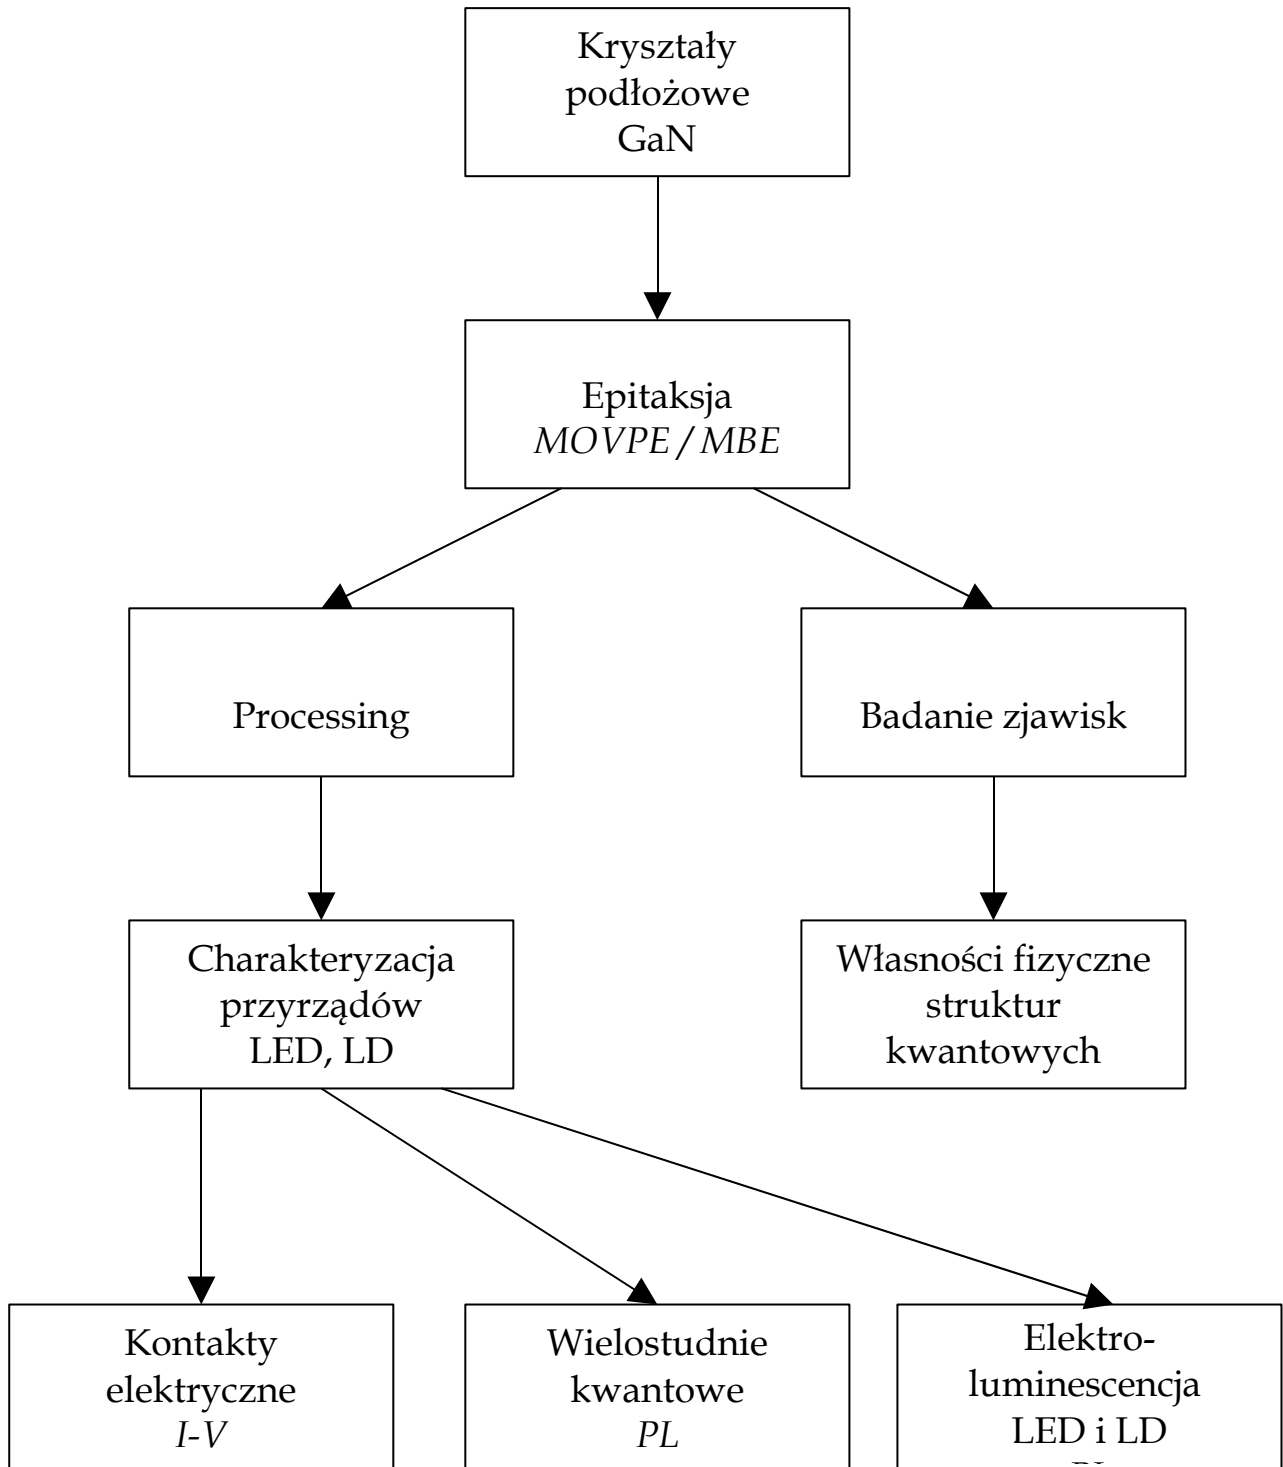 Kryształy
podłożowe
GaN
Epitaksja
MOVPE / MBE
Processing
Badanie zjawisk
Charakteryzacja
przyrządów
LED, LD
Własności fizyczne
struktur
kwantowych
Kontakty
elektryczne
I-V
Wielostudnie
kwantowe
PL
Elektro-
luminescencja
LED i LD